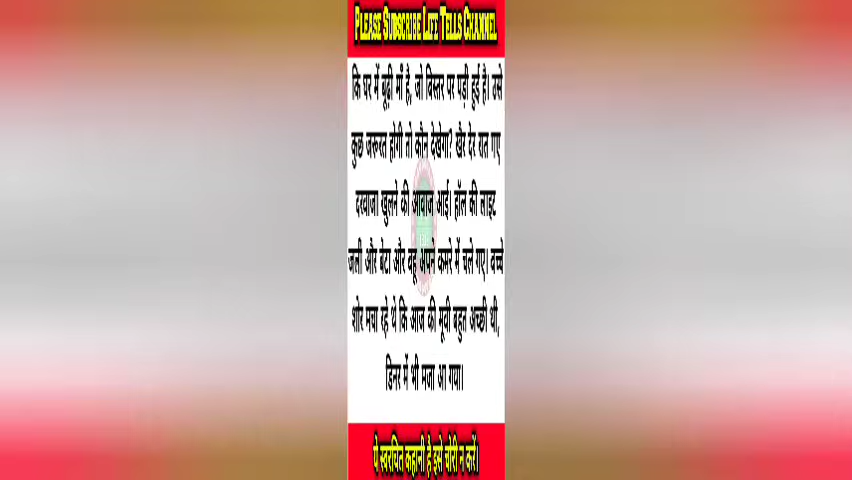 PLEASE SUBSCRIBE LIFE TELLS CHANNEL
कि घर में बूढ़ी माँ है, जो बिस्तर पर पड़ी हुई है। उसे
कुछ जरूरत होगी तो कौन देखेगा? खैर देर रात गए
दरवाजा खुलने की आवाज आई। हॉल की लाइट
जली और बेटा और बहू अपने कमरे में चले गए। बच्चे
शोर मचा रहे थे कि आज की मूवी बहुत अच्छी थी,
डिनर में भी मजा आ गया।
ये स्वरचित कहानी है इसे चोरी न करें।